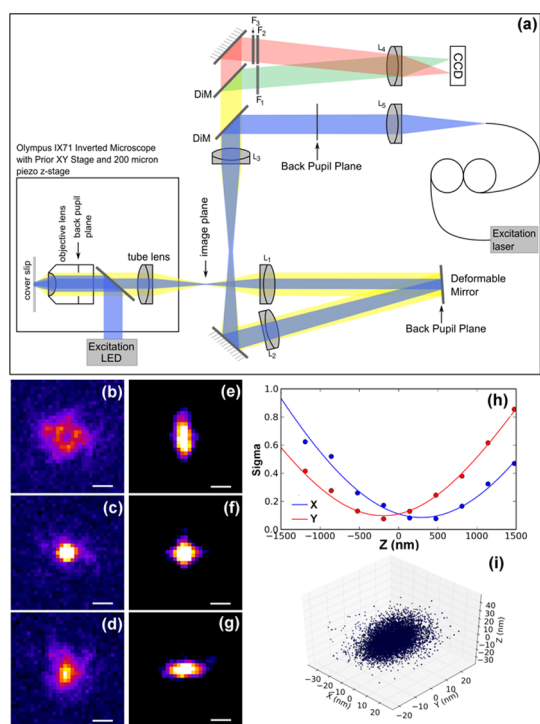 (a)
F3
F2
L4
CCD
DiM
F1
DiM
L5
Olympus IX71 Inverted Microscope
with Prior XY Stage and 200 micron
piezo z-stage
L3
Back Pupil Plane
objective lens
back pupil
plane
tube lens
image plane
Excitation
laser
cover slip
L1
Deformable
Mirror
Excitation
LED
L2
Back Pupil Plane
(b)
(e)
(h)
1.0
0.8
0.6
0.4
0.2
0.0
Sigma
X
Y
−1500 −1000 −500 0 500 1000 1500
Z (nm)
(c)
(f)
(i)
40
30
20
10
0
−10
−20
−30
Z (nm)
(d)
(g)
−30
−20
−10
0
10
20
X (nm)
−20
−10
0
10
20
Y (nm)